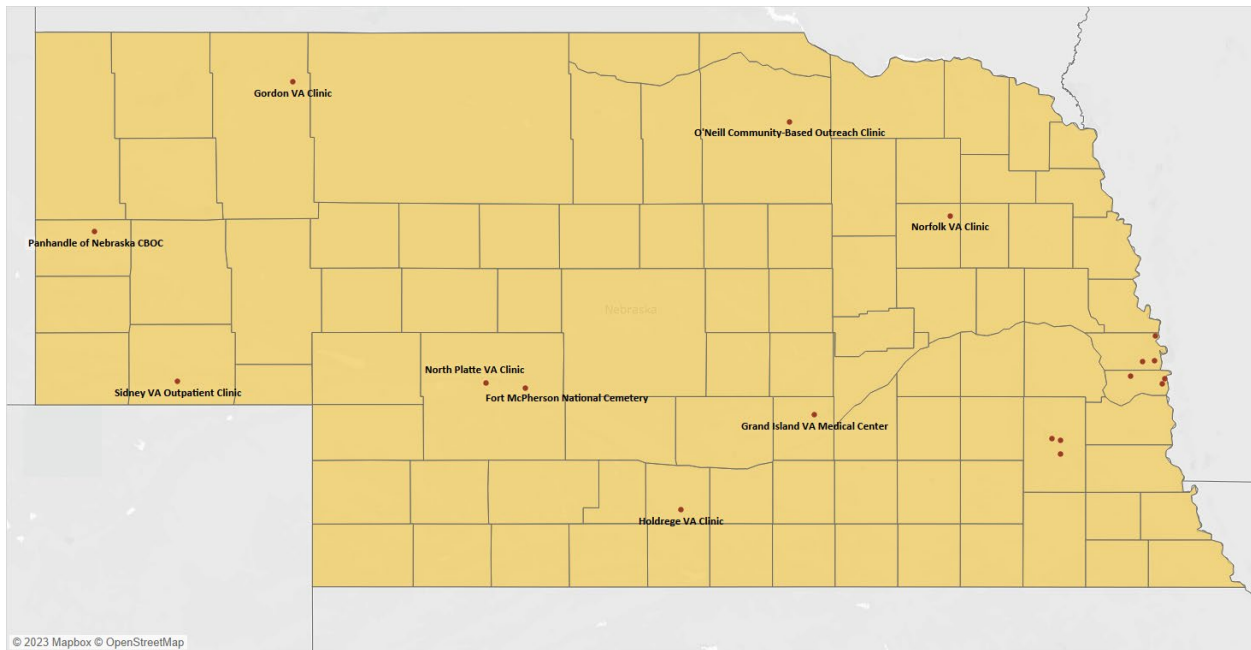 Gordon VA Clinic
O'Neill Community-Based Outreach Clinic
Norfolk VA Clinic
Panhandle of Nebraska CBOC
Nebraska
North Platte VA Clinic
Sidney VA Outpatient Clinic
Fort McPherson National Cemetery
Grand Island VA Medical Center
Holdrege VA Clinic
© 2023 Mapbox © OpenStreetMap